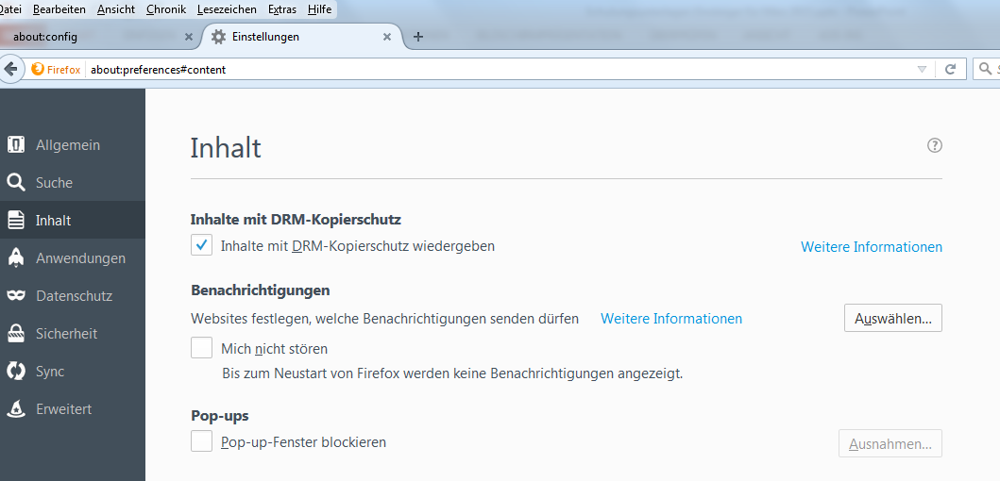 Datei Bearbeiten Ansicht Chronik Lesezeichen Extras Hilfe
about:config Einstellungen
Firefox about:preferences#content
Allgemein
Suche
Inhalt
Anwendungen
Datenschutz
Sicherheit
Sync
Erweitert
Inhalt
Inhalte mit DRM-Kopierschutz
Inhalte mit DRM-Kopierschutz wiedergeben Weitere Informationen
Benachrichtigungen
Websites festlegen, welche Benachrichtigungen senden dürfen Weitere Informationen Auswählen...
Mich nicht stören
Bis zum Neustart von Firefox werden keine Benachrichtigungen angezeigt.
Pop-ups
Pop-up-Fenster blockieren Ausnahmen...